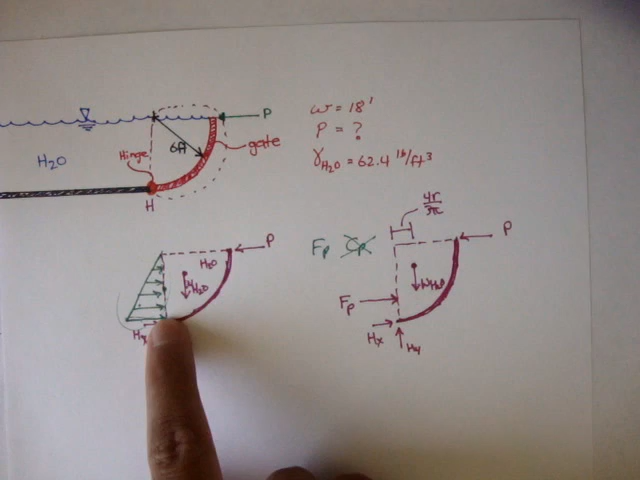 P
6ft
gate
Hinge
H₂O
H
w = 18'
P = ?
γH₂O = 62.4 lb/ft³
4r/3π
P
H₂O
WH₂O
Hx
Fp Cp
P
WH₂O
Fp
Hx
Hy